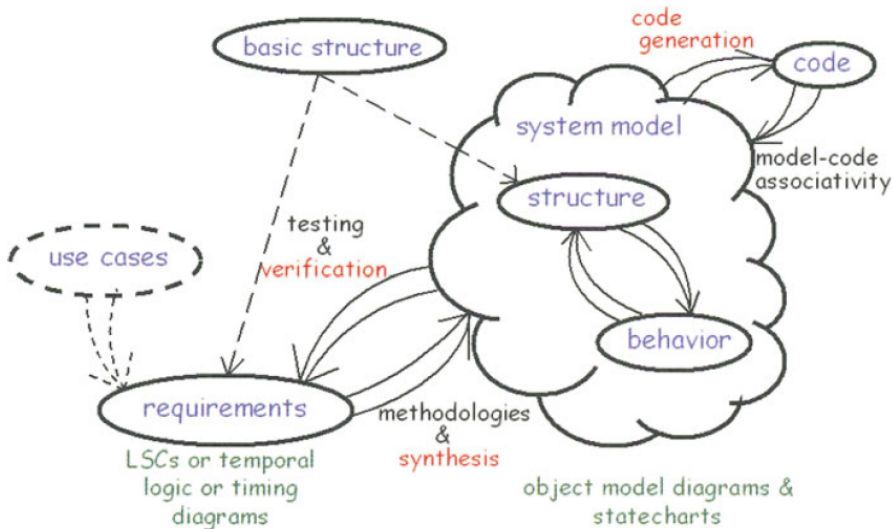 basic structure
code
generation
code
system model
model-code
associativity
structure
testing
&
verification
use cases
behavior
requirements
methodologies
&
synthesis
LSCs or temporal
logic or timing
diagrams
object model diagrams &
statecharts